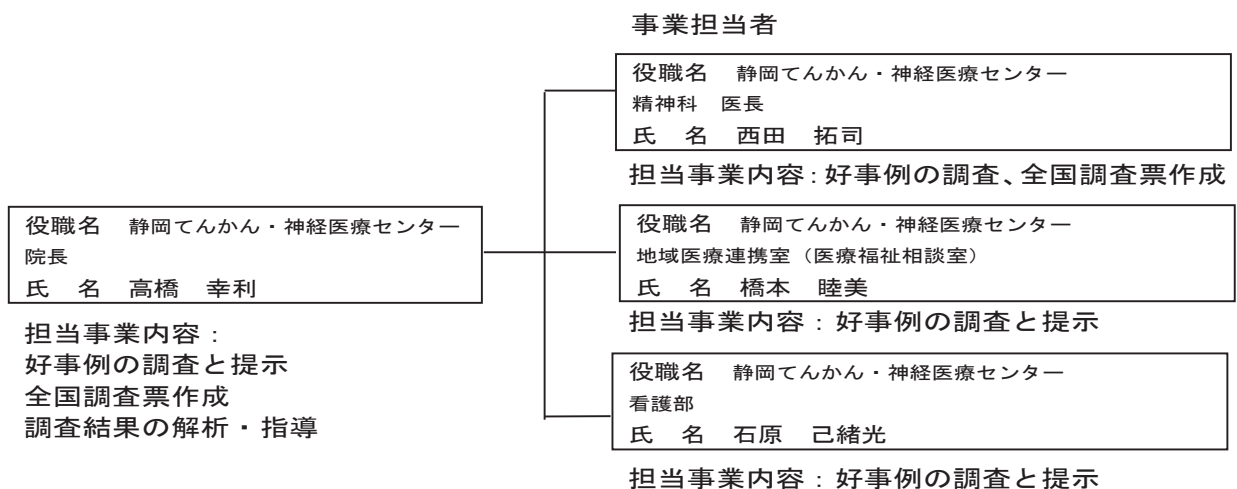 役職名　静岡てんかん・神経医療センター
院長
氏　名　高橋　幸利
担当事業内容：
好事例の調査と提示
全国調査票作成
調査結果の解析・指導
事業担当者
役職名　静岡てんかん・神経医療センター
精神科　医長
氏　名　西田　拓司
担当事業内容：好事例の調査、全国調査票作成
役職名　静岡てんかん・神経医療センター
地域医療連携室（医療福祉相談室）
氏　名　橋本　睦美
担当事業内容：好事例の調査と提示
役職名　静岡てんかん・神経医療センター
看護部
氏　名　石原　己緒光
担当事業内容：好事例の調査と提示